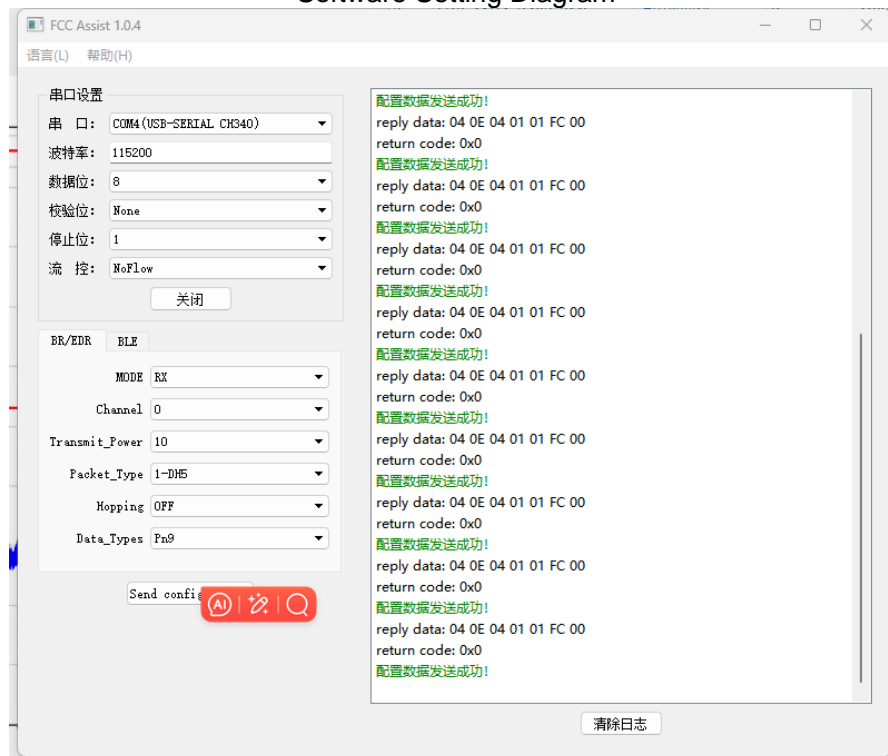 Software Setting Diagram
FCC Assist 1.0.4
语言(L) 帮助(H)
串口设置
串 口: COM4(USB-SERIAL CH340)
波特率: 115200
数据位: 8
校验位: None
停止位: 1
流 控: NoFlow
关闭
BR/EDR BLE
MODE RX
Channel 0
Transmit_Power 10
Packet_Type 1-DH5
Hopping OFF
Data_Types Pn9
Send config
AI
配置数据发送成功!
reply data: 04 0E 04 01 01 FC 00
return code: 0x0
配置数据发送成功!
reply data: 04 0E 04 01 01 FC 00
return code: 0x0
配置数据发送成功!
reply data: 04 0E 04 01 01 FC 00
return code: 0x0
配置数据发送成功!
reply data: 04 0E 04 01 01 FC 00
return code: 0x0
配置数据发送成功!
reply data: 04 0E 04 01 01 FC 00
return code: 0x0
配置数据发送成功!
reply data: 04 0E 04 01 01 FC 00
return code: 0x0
配置数据发送成功!
reply data: 04 0E 04 01 01 FC 00
return code: 0x0
配置数据发送成功!
reply data: 04 0E 04 01 01 FC 00
return code: 0x0
配置数据发送成功!
reply data: 04 0E 04 01 01 FC 00
return code: 0x0
配置数据发送成功!
清除日志